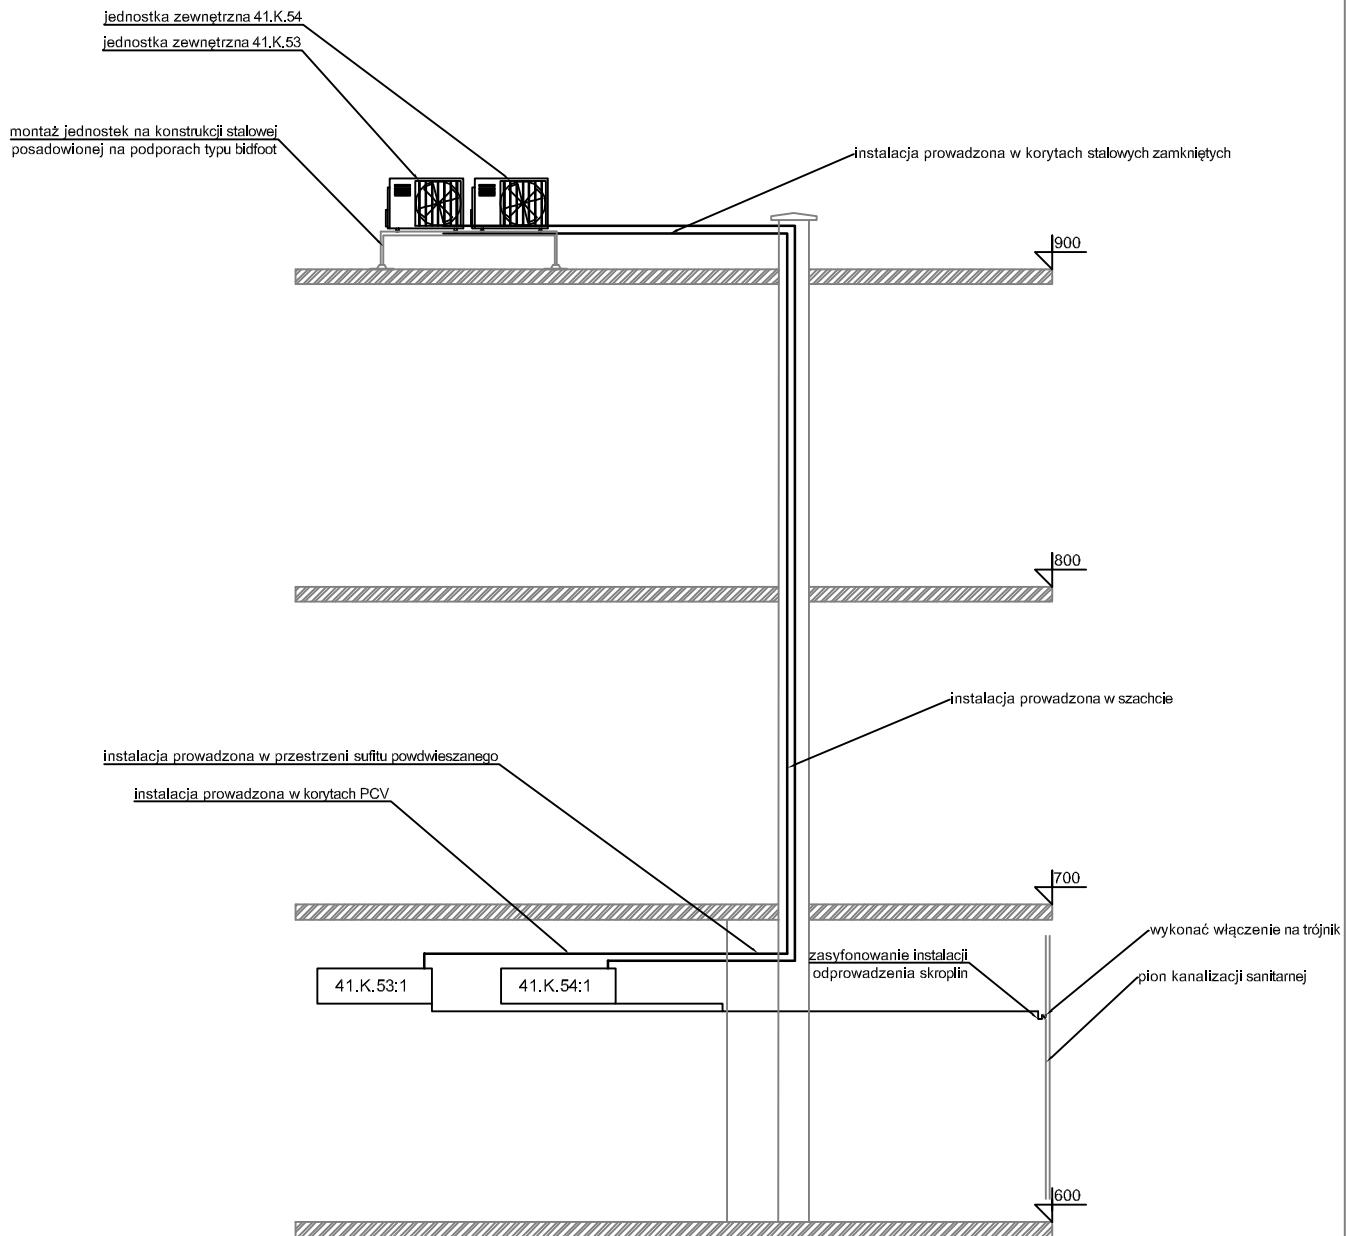 jednostka zewnętrzna 41.K.54
jednostka zewnętrzna 41.K.53
montaż jednostek na konstrukcji stalowej
posadowionej na podporach typu bidfoot
instalacja prowadzona w korytach stalowych zamkniętych
900
800
instalacja prowadzona w szachcie
instalacja prowadzona w przestrzeni sufitu powdwieszanego
instalacja prowadzona w korytach PCV
700
wykonać włączenie na trójnik
zasyfonowanie instalacji
odprowadzenia skroplin
pion kanalizacji sanitarnej
41.K.53:1
41.K.54:1
600